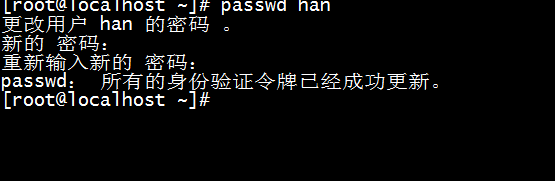 [root@localhost ~]# passwd han
更改用户 han 的密码 。
新的 密码：
重新输入新的 密码：
passwd： 所有的身份验证令牌已经成功更新。
[root@localhost ~]#